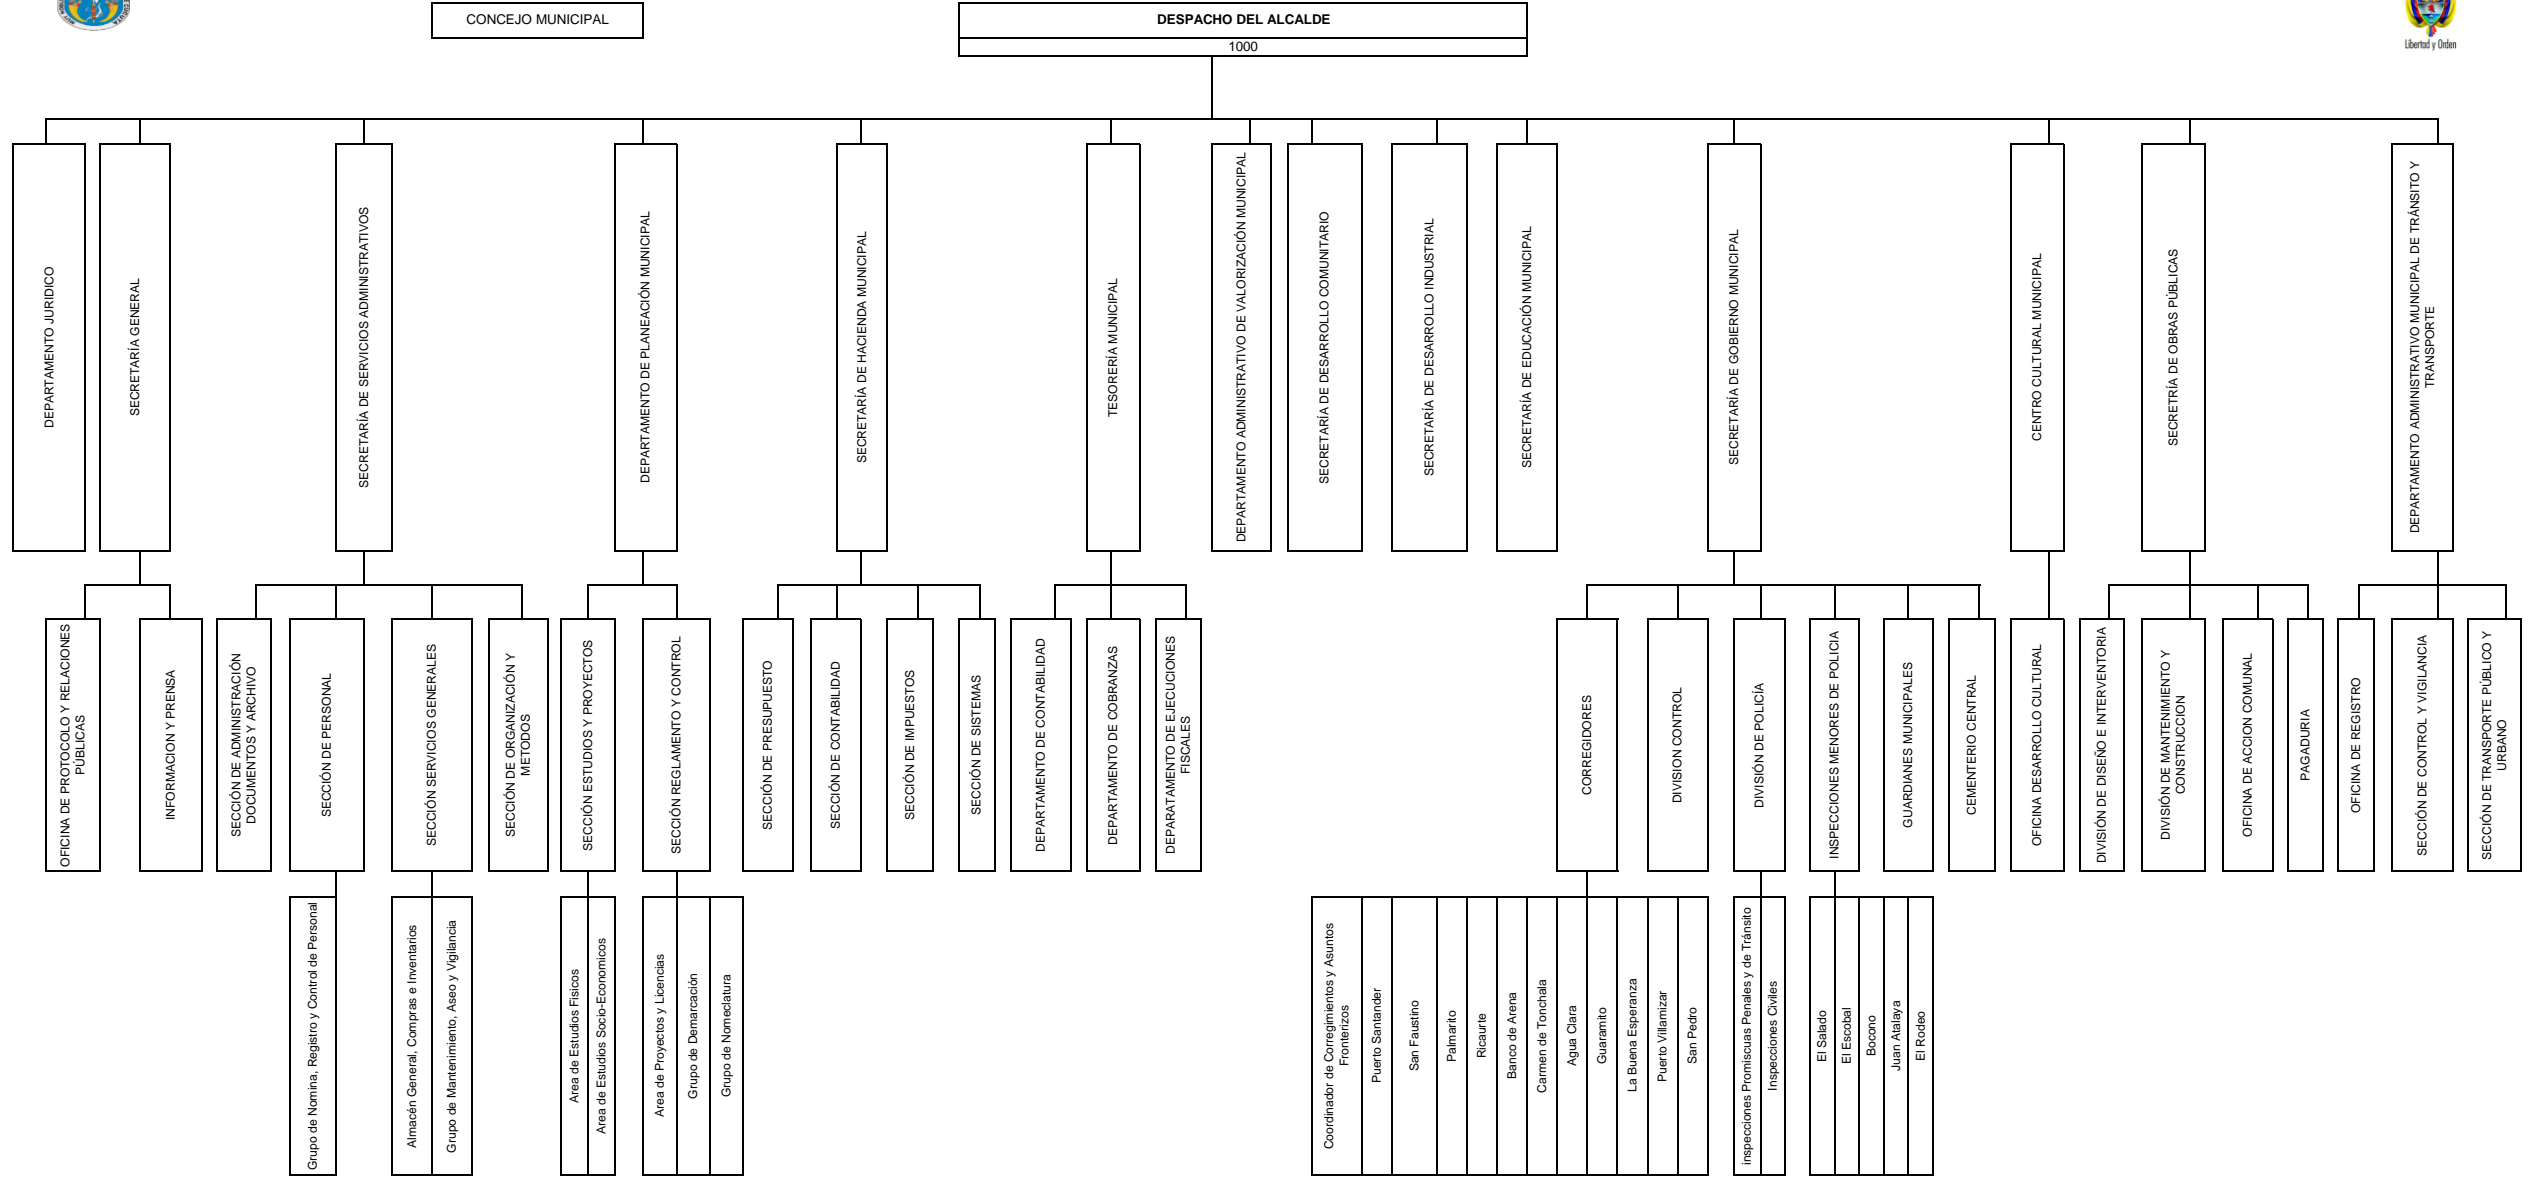 CONCEJO MUNICIPAL
DESPACHO DEL ALCALDE
1000
Libertad y Orden
DEPARTAMENTO JURIDICO
SECRETARÍA GENERAL
SECRETARÍA DE SERVICIOS ADMINISTRATIVOS
DEPARTAMENTO DE PLANEACIÓN MUNICIPAL
SECRETARÍA DE HACIENDA MUNICIPAL
TESORERÍA MUNICIPAL
DEPARTAMENTO ADMINISTRATIVO DE VALORIZACIÓN MUNICIPAL
SECRETARÍA DE DESARROLLO COMUNITARIO
SECRETARÍA DE DESARROLLO INDUSTRIAL
SECRETARÍA DE EDUCACIÓN MUNICIPAL
SECRETARÍA DE GOBIERNO MUNICIPAL
CENTRO CULTURAL MUNICIPAL
SECRETRÍA DE OBRAS PÚBLICAS
DEPARTAMENTO ADMINISTRATIVO MUNICIPAL DE TRÁNSITO Y
TRANSPORTE
OFICINA DE PROTOCOLO Y RELACIONES
PÚBLICAS
INFORMACION Y PRENSA
SECCIÓN DE ADMINISTRACIÓN
DOCUMENTOS Y ARCHIVO
SECCIÓN DE PERSONAL
SECCIÓN SERVICIOS GENERALES
SECCIÓN DE ORGANIZACIÓN Y
METODOS
SECCIÓN ESTUDIOS Y PROYECTOS
SECCIÓN REGLAMENTO Y CONTROL
SECCIÓN DE PRESUPUESTO
SECCIÓN DE CONTABILIDAD
SECCIÓN DE IMPUESTOS
SECCIÓN DE SISTEMAS
DEPARTAMENTO DE CONTABILIDAD
DEPARTAMENTO DE COBRANZAS
DEPARATAMENTO DE EJECUCIONES
FISCALES
CORREGIDORES
DIVISION CONTROL
DIVISIÓN DE POLICÍA
INSPECCIONES MENORES DE POLICIA
GUARDIANES MUNICIPALES
CEMENTERIO CENTRAL
OFICINA DESARROLLO CULTURAL
DIVISIÓN DE DISEÑO E INTERVENTORIA
DIVISIÓN DE MANTENIMIENTO Y
CONSTRUCCION
OFICINA DE ACCION COMUNAL
PAGADURIA
OFICINA DE REGISTRO
SECCIÓN DE CONTROL Y VIGILANCIA
SECCIÓN DE TRANSPORTE PÚBLICO Y
URBANO
Grupo de Nomina, Registro y Control de Personal
Almacén General, Compras e Inventarios
Grupo de Mantenimiento, Aseo y Vigilancia
Area de Estudios Fisicos
Area de Estudios Socio-Economicos
Area de Proyectos y Licencias
Grupo de Demarcación
Grupo de Nomeclatura
Coordinador de Corregimientos y Asuntos
Fronterizos
Puerto Santander
San Faustino
Palmarito
Ricaurte
Banco de Arena
Carmen de Tonchala
Agua Clara
Guaramito
La Buena Esperanza
Puerto Villamizar
San Pedro
inspecciones Promiscuas Penales y de Tránsito
Inspecciones Civiles
El Salado
El Escobal
Bocono
Juan Atalaya
El Rodeo